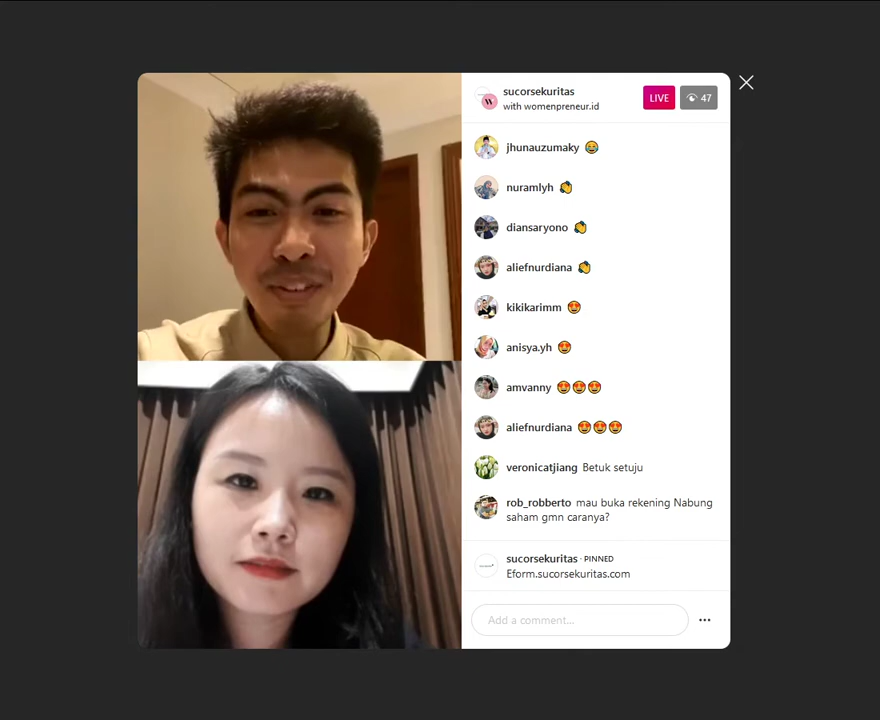 sucorsekuritas
with womenpreneur.id
LIVE
47
jhunauzumaky 😂
nuramlyh 👏
diansaryono 👏
aliefnurdiana 👏
kikikarimm 😍
anisya.yh 😍
amvanny 😍😍😍
aliefnurdiana 😍😍😍
veronicatjiang Betuk setuju
rob_robberto mau buka rekening Nabung
saham gmn caranya?
sucorsekuritas · PINNED
Eform.sucorsekuritas.com
Add a comment...